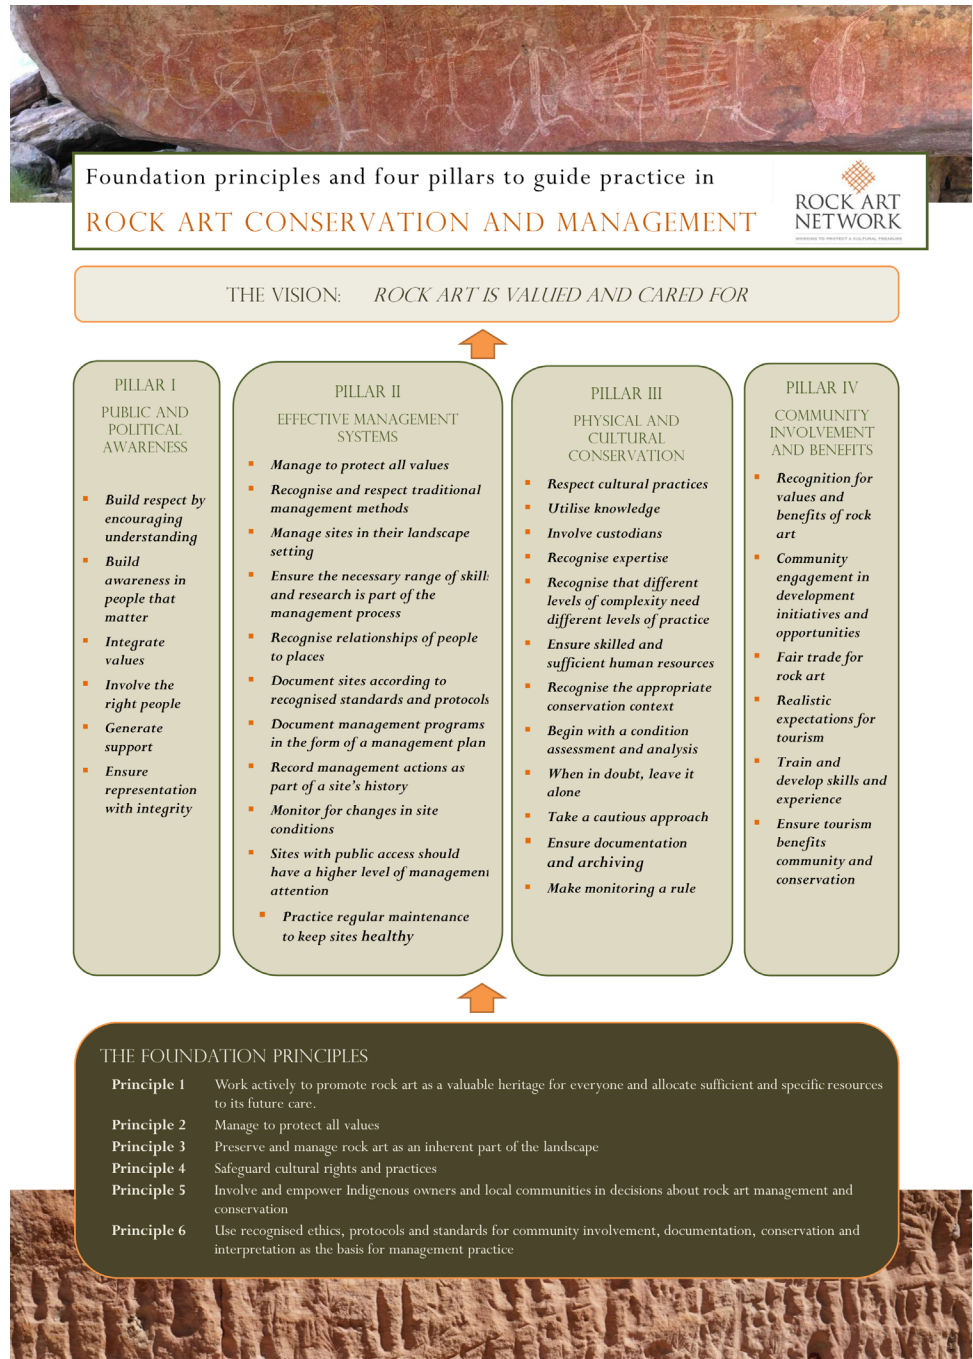 Foundation principles and four pillars to guide practice in
ROCK ART CONSERVATION AND MANAGEMENT
ROCK ART
NETWORK
WORKING TO PROTECT A CULTURAL TREASURE
THE VISION: ROCK ART IS VALUED AND CARED FOR
PILLAR I
PUBLIC AND
POLITICAL
AWARENESS
Build respect by
encouraging
understanding
Build
awareness in
people that
matter
Integrate
values
Involve the
right people
Generate
support
Ensure
representation
with integrity
PILLAR II
EFFECTIVE MANAGEMENT
SYSTEMS
Manage to protect all values
Recognise and respect traditional
management methods
Manage sites in their landscape
setting
Ensure the necessary range of skills
and research is part of the
management process
Recognise relationships of people
to places
Document sites according to
recognised standards and protocols
Document management programs
in the form of a management plan
Record management actions as
part of a site's history
Monitor for changes in site
conditions
Sites with public access should
have a higher level of management
attention
Practice regular maintenance
to keep sites healthy
PILLAR III
PHYSICAL AND
CULTURAL
CONSERVATION
Respect cultural practices
Utilise knowledge
Involve custodians
Recognise expertise
Recognise that different
levels of complexity need
different levels of practice
Ensure skilled and
sufficient human resources
Recognise the appropriate
conservation context
Begin with a condition
assessment and analysis
When in doubt, leave it
alone
Take a cautious approach
Ensure documentation
and archiving
Make monitoring a rule
PILLAR IV
COMMUNITY
INVOLVEMENT
AND BENEFITS
Recognition for
values and
benefits of rock
art
Community
engagement in
development
initiatives and
opportunities
Fair trade for
rock art
Realistic
expectations for
tourism
Train and
develop skills and
experience
Ensure tourism
benefits
community and
conservation
THE FOUNDATION PRINCIPLES
Principle 1 Work actively to promote rock art as a valuable heritage for everyone and allocate sufficient and specific resources
to its future care.
Principle 2 Manage to protect all values
Principle 3 Preserve and manage rock art as an inherent part of the landscape
Principle 4 Safeguard cultural rights and practices
Principle 5 Involve and empower Indigenous owners and local communities in decisions about rock art management and
conservation
Principle 6 Use recognised ethics, protocols and standards for community involvement, documentation, conservation and
interpretation as the basis for management practice